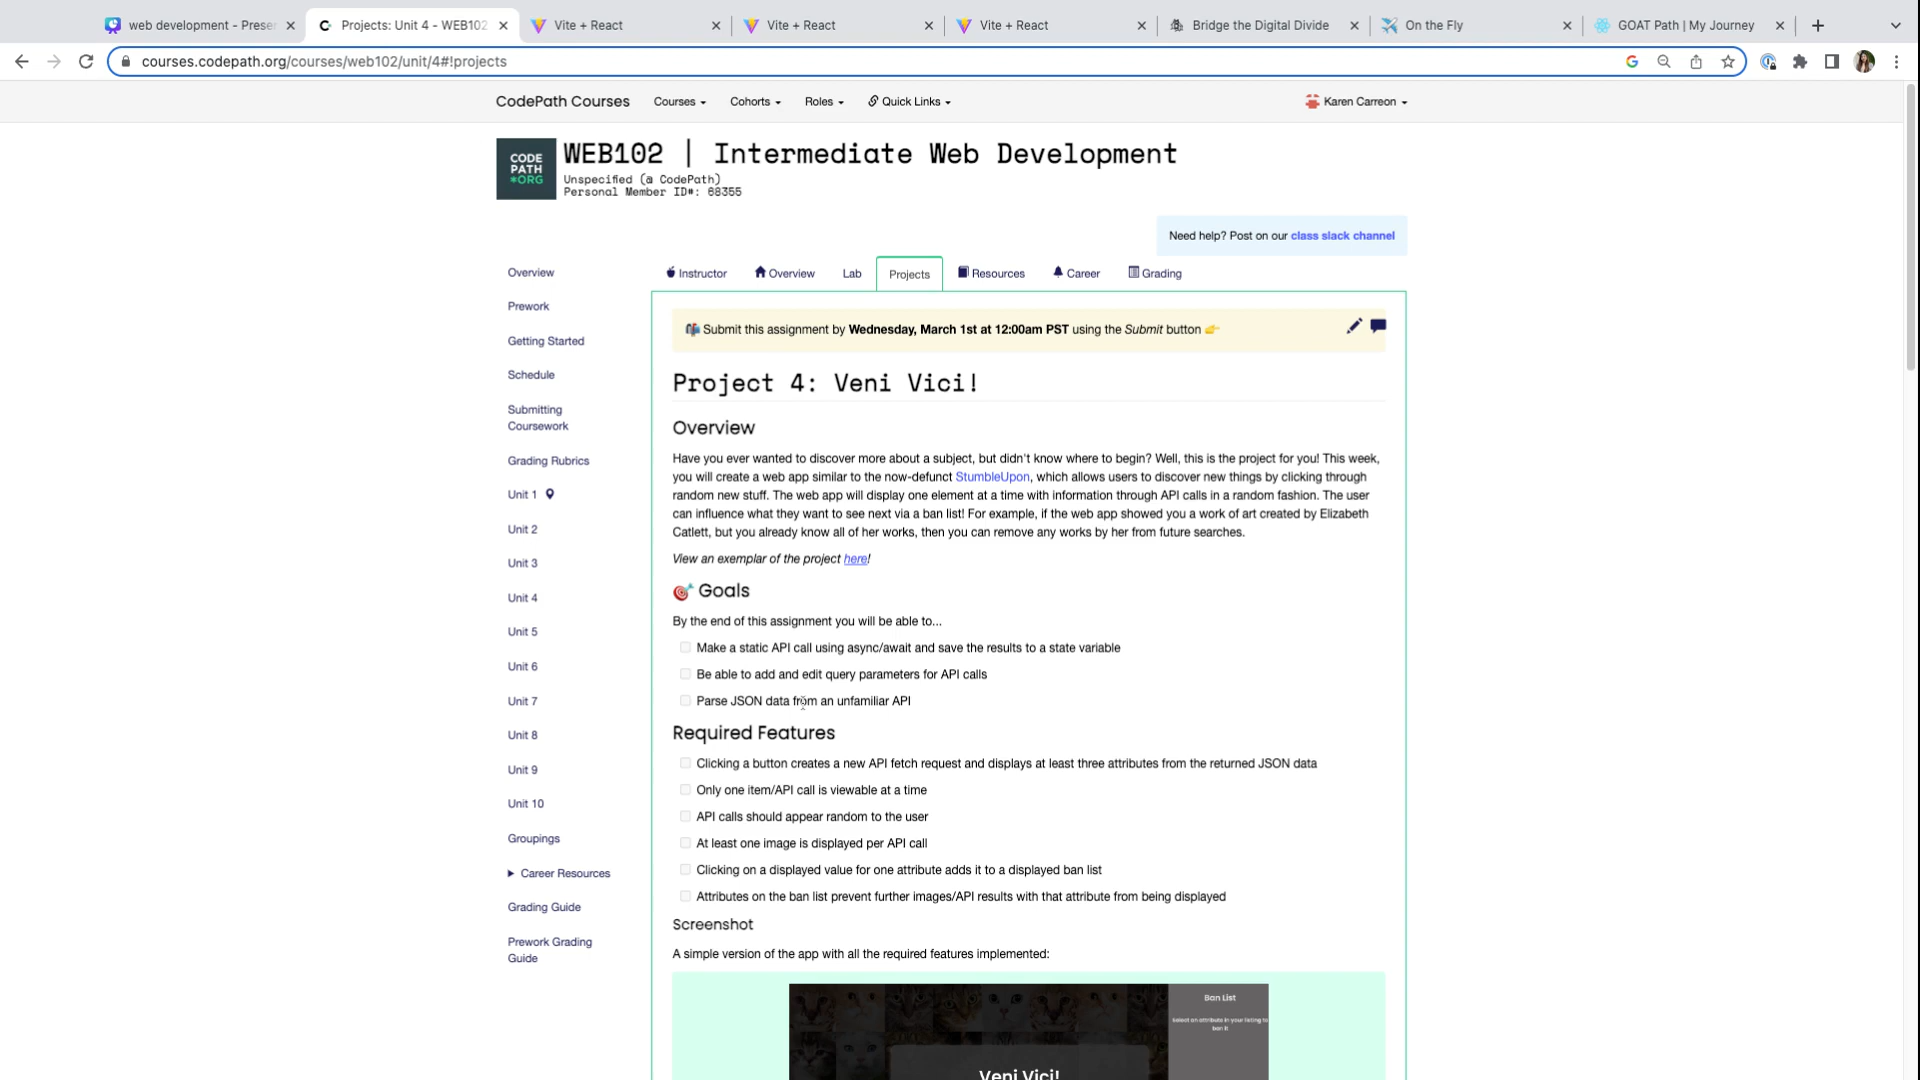 web development - Presen
Projects: Unit 4 - WEB102
Vite + React
Vite + React
Vite + React
Bridge the Digital Divide
On the Fly
GOAT Path | My Journey
courses.codepath.org/courses/web102/unit/4#!projects
CodePath Courses
Courses
Cohorts
Roles
Quick Links
Karen Carreon
CODE
PATH
*ORG
WEB102 | Intermediate Web Development
Unspecified (@ CodePath)
Personal Member ID#: 68355
Need help? Post on our class slack channel
Overview
Prework
Getting Started
Schedule
Submitting
Coursework
Grading Rubrics
Unit 1
Unit 2
Unit 3
Unit 4
Unit 5
Unit 6
Unit 7
Unit 8
Unit 9
Unit 10
Groupings
Career Resources
Grading Guide
Prework Grading
Guide
Instructor
Overview
Lab
Projects
Resources
Career
Grading
Submit this assignment by Wednesday, March 1st at 12:00am PST using the Submit button
Project 4: Veni Vici!
Overview
Have you ever wanted to discover more about a subject, but didn't know where to begin? Well, this is the project for you! This week,
you will create a web app similar to the now-defunct StumbleUpon, which allows users to discover new things by clicking through
random new stuff. The web app will display one element at a time with information through API calls in a random fashion. The user
can influence what they want to see next via a ban list! For example, if the web app showed you a work of art created by Elizabeth
Catlett, but you already know all of her works, then you can remove any works by her from future searches.
View an exemplar of the project here!
Goals
By the end of this assignment you will be able to...
Make a static API call using async/await and save the results to a state variable
Be able to add and edit query parameters for API calls
Parse JSON data from an unfamiliar API
Required Features
Clicking a button creates a new API fetch request and displays at least three attributes from the returned JSON data
Only one item/API call is viewable at a time
API calls should appear random to the user
At least one image is displayed per API call
Clicking on a displayed value for one attribute adds it to a displayed ban list
Attributes on the ban list prevent further images/API results with that attribute from being displayed
Screenshot
A simple version of the app with all the required features implemented:
Ban List
Select an attribute in your listing to
ban it
Veni Vici!